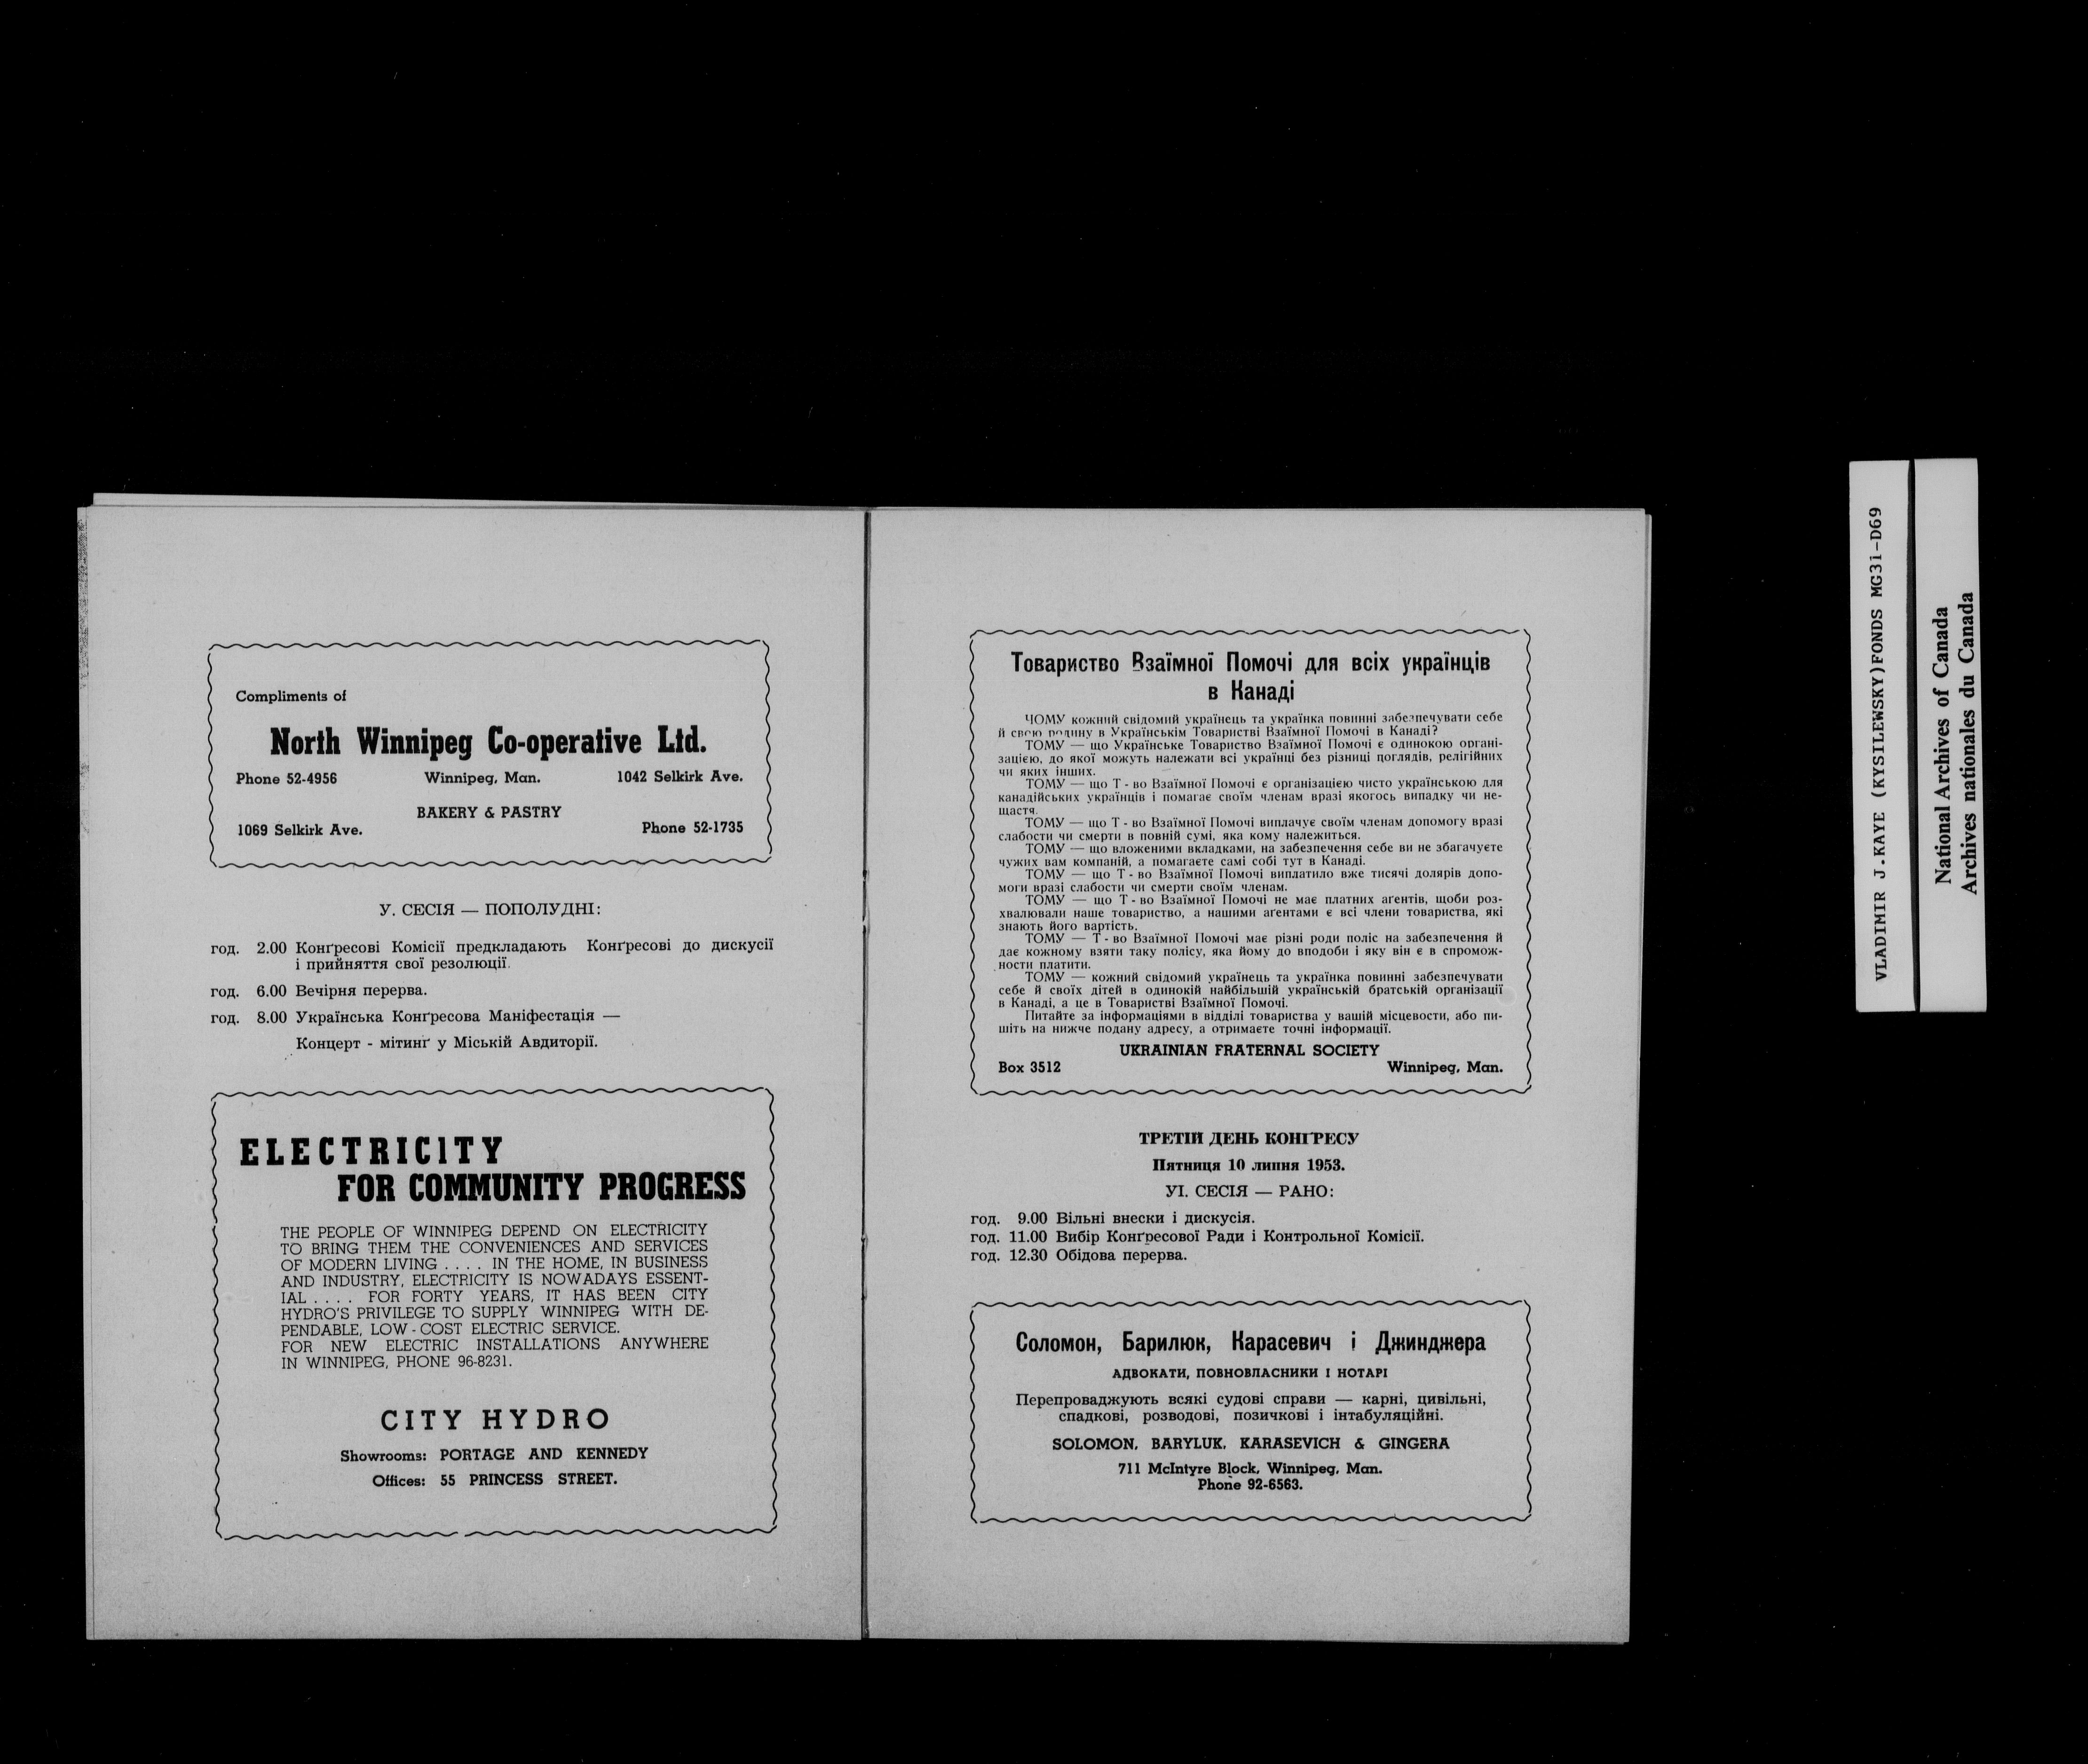 Compliments of
North Winnipeg Co-operative Ltd.
Phone 52-4956 Winnipeg, Man. 1042 Selkirk Ave.
BAKERY & PASTRY
1069 Selkirk Ave. Phone 52-1735
У. СЕСІЯ — ПОПОЛУДНІ:
год. 2.00 Конґресові Комісії предкладають Конґресові до дискусії
і прийняття свої резолюції.
год. 6.00 Вечірня перерва.
год. 8.00 Українська Конґресова Маніфестація —
Концерт - мітинґ у Міській Авдиторії.
ELECTRICITY
FOR COMMUNITY PROGRESS
THE PEOPLE OF WINNIPEG DEPEND ON ELECTRICITY
TO BRING THEM THE CONVENIENCES AND SERVICES
OF MODERN LIVING . . . . IN THE HOME, IN BUSINESS
AND INDUSTRY, ELECTRICITY IS NOWADAYS ESSENT-
IAL . . . . FOR FORTY YEARS, IT HAS BEEN CITY
HYDRO'S PRIVILEGE TO SUPPLY WINNIPEG WITH DE-
PENDABLE, LOW - COST ELECTRIC SERVICE.
FOR NEW ELECTRIC INSTALLATIONS ANYWHERE
IN WINNIPEG, PHONE 96-8231.
CITY HYDRO
Showrooms: PORTAGE AND KENNEDY
Offices: 55 PRINCESS STREET.
Товариство Взаїмної Помочі для всіх українців
в Канаді
ЧОМУ кожний свідомий українець та українка повинні забезпечувати себе
й свою родину в Українськім Товаристві Взаїмної Помочі в Канаді?
ТОМУ — що Українське Товариство Взаїмної Помочі є одинокою органі-
зацією, до якої можуть належати всі українці без різниці поглядів, релігійних
чи яких інших.
ТОМУ — що Т - во Взаїмної Помочі є організацією чисто українською для
канадійських українців і помагає своїм членам вразі якогось випадку чи не-
щастя.
ТОМУ — що Т - во Взаїмної Помочі виплачує своїм членам допомогу вразі
слабости чи смерти в повній сумі, яка кому належиться.
ТОМУ — що вложеними вкладками, на забезпечення себе ви не збагачуєте
чужих вам компаній, а помагаєте самі собі тут в Канаді.
ТОМУ — що Т - во Взаїмної Помочі виплатило вже тисячі долярів допо-
моги вразі слабости чи смерти своїм членам.
ТОМУ — що Т - во Взаїмної Помочі не має платних аґентів, щоби роз-
хвалювали наше товариство, а нашими аґентами є всі члени товариства, які
знають його вартість.
ТОМУ — Т - во Взаїмної Помочі має різні роди поліс на забезпечення й
дає кожному взяти таку полісу, яка йому до вподоби і яку він є в спромож-
ности платити.
ТОМУ — кожний свідомий українець та українка повинні забезпечувати
себе й своїх дітей в одинокій найбільшій українській братській організації
в Канаді, а це в Товаристві Взаїмної Помочі.
Питайте за інформаціями в відділі товариства у вашій місцевости, або пи-
шіть на нижче подану адресу, а отримаєте точні інформації.
UKRAINIAN FRATERNAL SOCIETY
Box 3512 Winnipeg, Man.
ТРЕТІЙ ДЕНЬ КОНҐРЕСУ
Пятниця 10 липня 1953.
УІ. СЕСІЯ — РАНО:
год. 9.00 Вільні внески і дискусія.
год. 11.00 Вибір Конґресової Ради і Контрольної Комісії.
год. 12.30 Обідова перерва.
Соломон, Барилюк, Карасевич і Джинджера
АДВОКАТИ, ПОВНОВЛАСНИКИ І НОТАРІ
Перепроваджують всякі судові справи — карні, цивільні,
спадкові, розводові, позичкові і інтабуляційні.
SOLOMON, BARYLUK, KARASEVICH & GINGERA
711 McIntyre Block, Winnipeg, Man.
Phone 92-6563.
VLADIMIR J.KAYE (KYSILEWSKY)FONDS MG31-D69
National Archives of Canada
Archives nationales du Canada